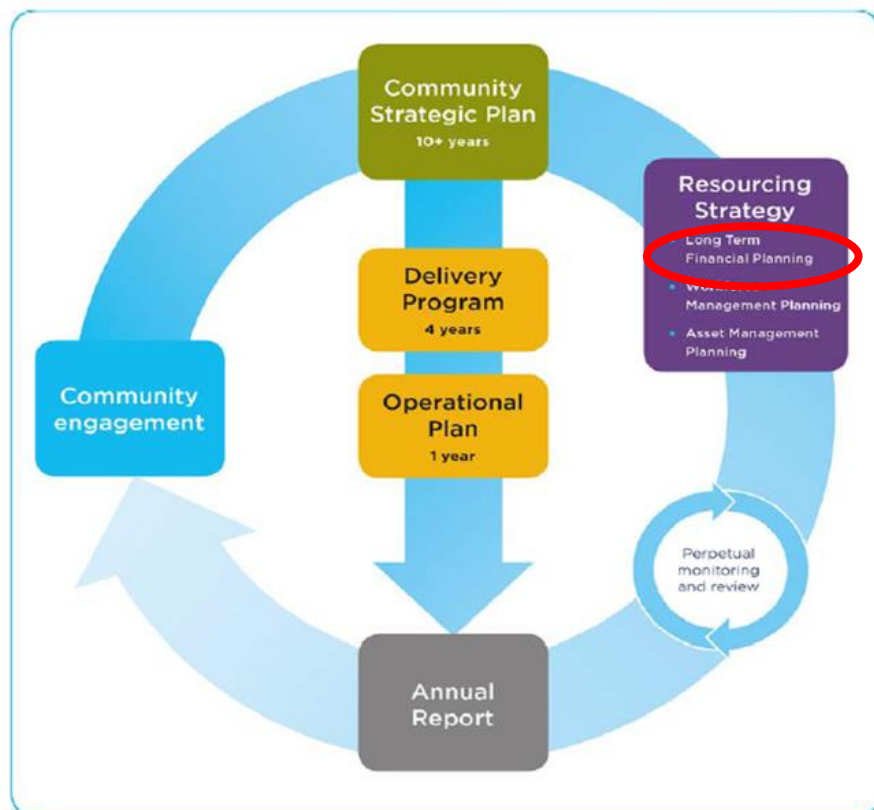 Community
Strategic Plan
10+ years
Resourcing
Strategy
• Long Term
Financial Planning
• Workforce
Management Planning
• Asset Management
Planning
Delivery
Program
4 years
Operational
Plan
1 year
Community
engagement
Perpetual
monitoring
and review
Annual
Report